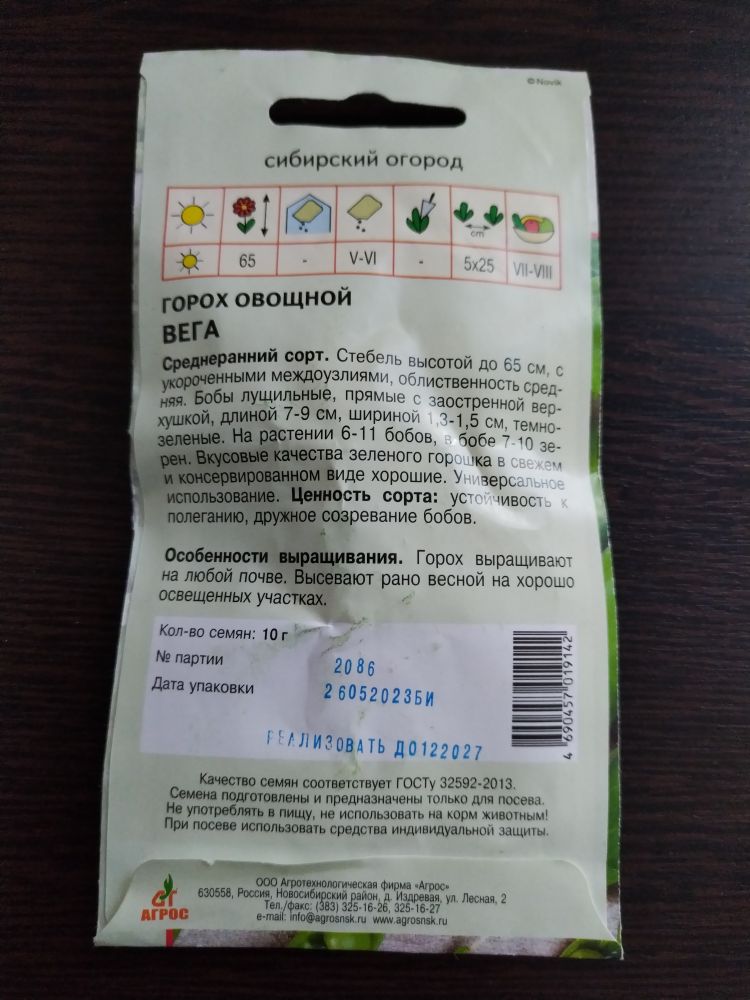 © Novik
сибирский огород
cm
65 - V-VI - 5x25 VII-VIII
ГОРОХ ОВОЩНОЙ
ВЕГА
Среднеранний сорт. Стебель высотой до 65 см, с
укороченными междоузлиями, облиственность сред-
няя. Бобы лущильные, прямые с заостренной вер-
хушкой, длиной 7-9 см, шириной 1,3-1,5 см, темно-
зеленые. На растении 6-11 бобов, в бобе 7-10 зе-
рен. Вкусовые качества зеленого горошка в свежем
и консервированном виде хорошие. Универсальное
использование. Ценность сорта: устойчивость к
полеганию, дружное созревание бобов.
Особенности выращивания. Горох выращивают
на любой почве. Высевают рано весной на хорошо
освещенных участках.
Кол-во семян: 10 г
№ партии 2086
Дата упаковки 26052023БИ
РЕАЛИЗОВАТЬ ДО122027
4 690457 019142
Качество семян соответствует ГОСТу 32592-2013.
Семена подготовлены и предназначены только для посева.
Не употреблять в пищу, не использовать на корм животным!
При посеве использовать средства индивидуальной защиты.
АГРОС
ООО Агротехнологическая фирма «Агрос»
630558, Россия, Новосибирский район, д. Издревая, ул. Лесная, 2
Тел./факс: (383) 325-16-26, 325-16-27
e-mail: info@agrosnsk.ru www.agrosnsk.ru